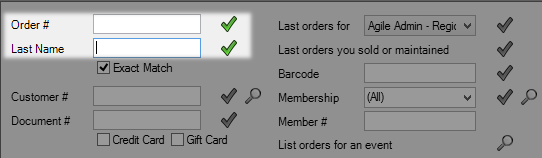 Order #
Last Name
Exact Match
Customer #
Document #
Credit Card Gift Card
Last orders for Agile Admin - Regic
Last orders you sold or maintained
Barcode
Membership (All)
Member #
List orders for an event